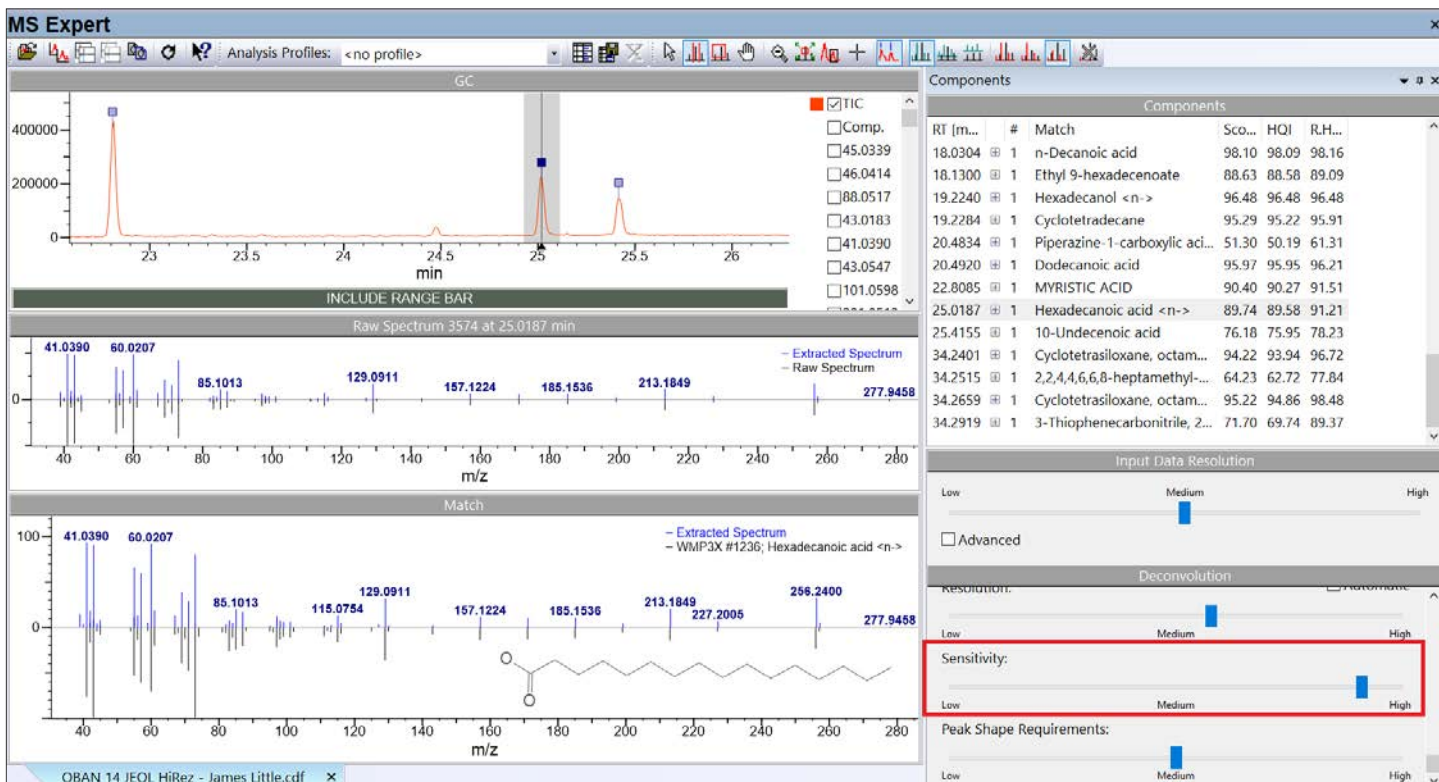 MS Expert
Analysis Profiles: <no profile>
GC
400000
200000
0
23 23.5 24 24.5 25 25.5 26
min
INCLUDE RANGE BAR
TIC
Comp.
45.0339
46.0414
88.0517
43.0183
41.0390
43.0547
101.0598
Raw Spectrum 3574 at 25.0187 min
41.0390 60.0207 85.1013 129.0911 157.1224 185.1536 213.1849 277.9458
– Extracted Spectrum
– Raw Spectrum
0
40 60 80 100 120 140 160 180 200 220 240 260 280
m/z
Match
– Extracted Spectrum
– WMP3X #1236; Hexadecanoic acid <n->
100
0
41.0390 60.0207 85.1013 115.0754 129.0911 157.1224 185.1536 213.1849 227.2005 256.2400 277.9458
O
O
40 60 80 100 120 140 160 180 200 220 240 260 280
m/z
OBAN 14 JEOL HiRez - James Little.cdf ×
Components
Components
RT [m... # Match Sco... HQI R.H...
18.0304 1 n-Decanoic acid 98.10 98.09 98.16
18.1300 1 Ethyl 9-hexadecenoate 88.63 88.58 89.09
19.2240 1 Hexadecanol <n-> 96.48 96.48 96.48
19.2284 1 Cyclotetradecane 95.29 95.22 95.91
20.4834 1 Piperazine-1-carboxylic aci... 51.30 50.19 61.31
20.4920 1 Dodecanoic acid 95.97 95.95 96.21
22.8085 1 MYRISTIC ACID 90.40 90.27 91.51
25.0187 1 Hexadecanoic acid <n-> 89.74 89.58 91.21
25.4155 1 10-Undecenoic acid 76.18 75.95 78.23
34.2401 1 Cyclotetrasiloxane, octam... 94.22 93.94 96.72
34.2515 1 2,2,4,4,6,6,8-heptamethyl-... 64.23 62.72 77.84
34.2659 1 Cyclotetrasiloxane, octam... 95.22 94.86 98.48
34.2919 1 3-Thiophenecarbonitrile, 2... 71.70 69.74 89.37
Input Data Resolution
Low Medium High
Advanced
Deconvolution
Resolution: Automatic
Low Medium High
Sensitivity:
Low Medium High
Peak Shape Requirements:
Low Medium High